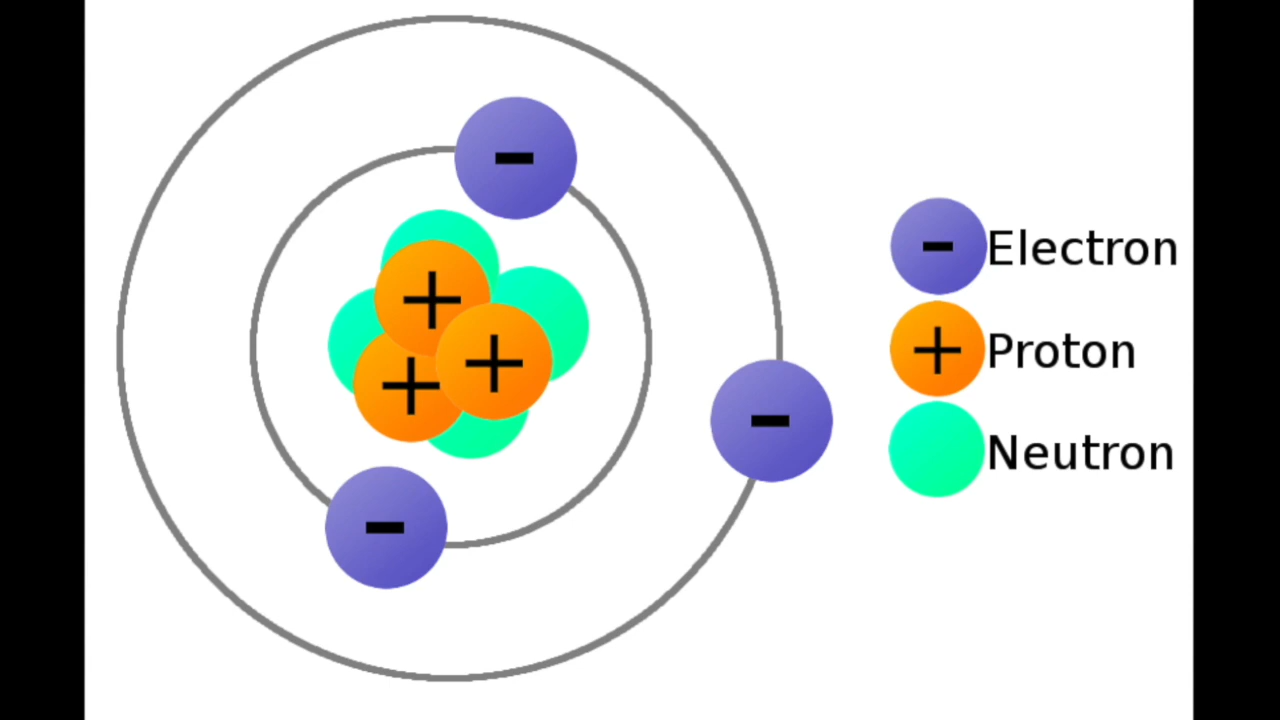 -
+
+
+
-
-
- Electron
+ Proton
Neutron